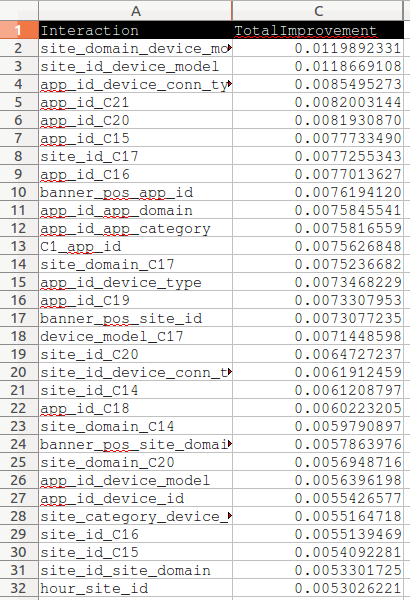 A C
1 Interaction TotalImprovement
2 site_domain_device_mo 0.0119892331
3 site_id_device_model 0.0118669108
4 app_id_device_conn_ty 0.0085495273
5 app_id_C21 0.0082003144
6 app_id_C20 0.0081930870
7 app_id_C15 0.0077733490
8 site_id_C17 0.0077255343
9 app_id_C16 0.0077013627
10 banner_pos_app_id 0.0076194120
11 app_id_app_domain 0.0075845541
12 app_id_app_category 0.0075816559
13 C1_app_id 0.0075626848
14 site_domain_C17 0.0075236682
15 app_id_device_type 0.0073468229
16 app_id_C19 0.0073307953
17 banner_pos_site_id 0.0073077235
18 device_model_C17 0.0071448598
19 site_id_C20 0.0064727237
20 site_id_device_conn_t 0.0061912459
21 site_id_C14 0.0061208797
22 app_id_C18 0.0060223205
23 site_domain_C14 0.0059790897
24 banner_pos_site_domai 0.0057863976
25 site_domain_C20 0.0056948716
26 app_id_device_model 0.0056396198
27 app_id_device_id 0.0055426577
28 site_category_device_ 0.0055164718
29 site_id_C16 0.0055139469
30 site_id_C15 0.0054092281
31 site_id_site_domain 0.0053301725
32 hour_site_id 0.0053026221